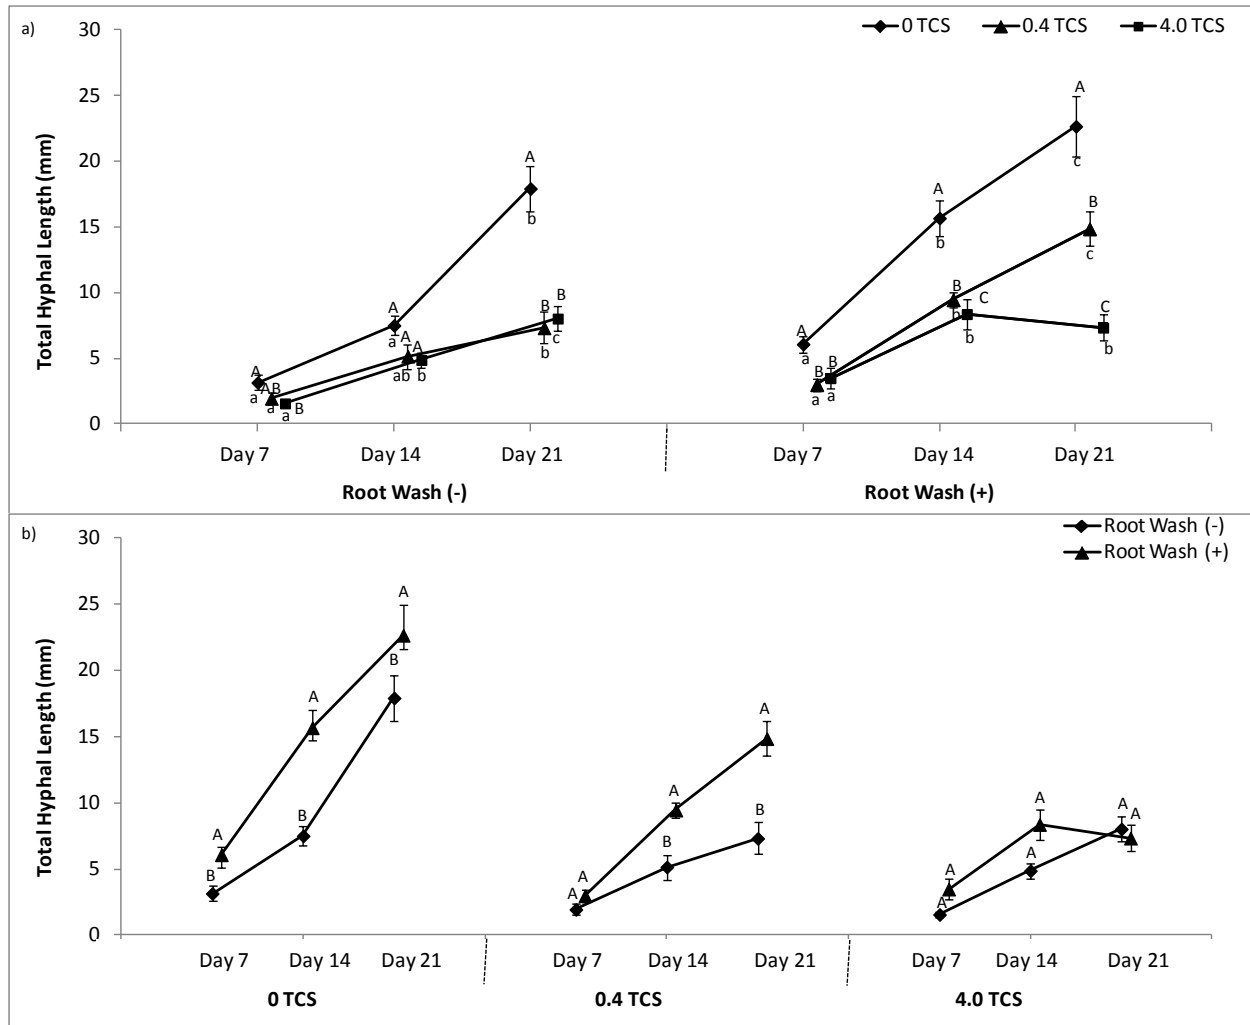 a)
0 TCS 0.4 TCS 4.0 TCS
Total Hyphal Length (mm)
30
25
20
15
10
5
0
A
a
AB
a
B
a
A
a
A
ab
A
b
A
b
B
b
B
c
A
a
B
a
B
a
A
b
B
b
C
b
A
c
B
c
C
b
Day 7 Day 14 Day 21 Day 7 Day 14 Day 21
Root Wash (-) Root Wash (+)
b)
Root Wash (-)
Root Wash (+)
Total Hyphal Length (mm)
30
25
20
15
10
5
0
A
B
A
B
A
B
A
A
A
B
A
B
A
A
A
A
A
A
Day 7 Day 14 Day 21 Day 7 Day 14 Day 21 Day 7 Day 14 Day 21
0 TCS 0.4 TCS 4.0 TCS